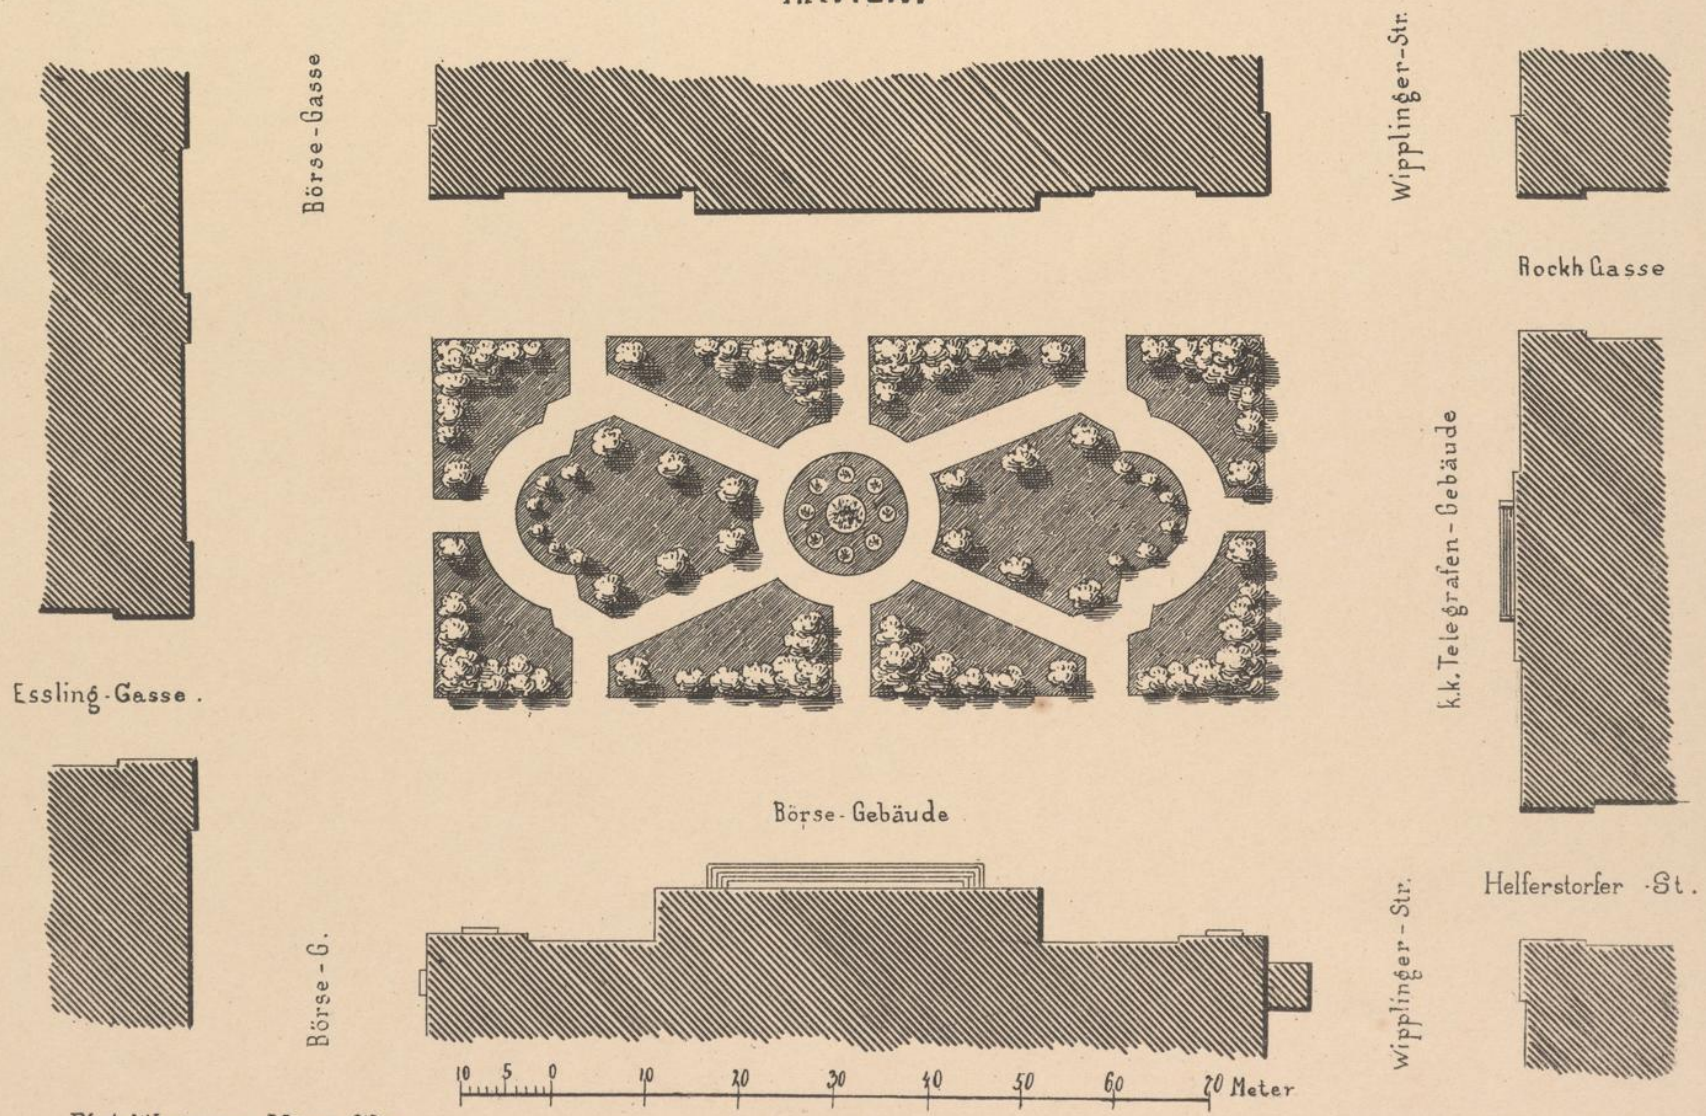 Börse-Gasse
Wipplinger-Str.
Rockh Gasse
k.k. Telegrafen-Gebäude
Essling-Gasse.
Börse-Gebäude
Helferstorfer -St.
Börse-G.
Wipplinger-Str.
10 5 0 10 20 30 40 50 60 70 Meter